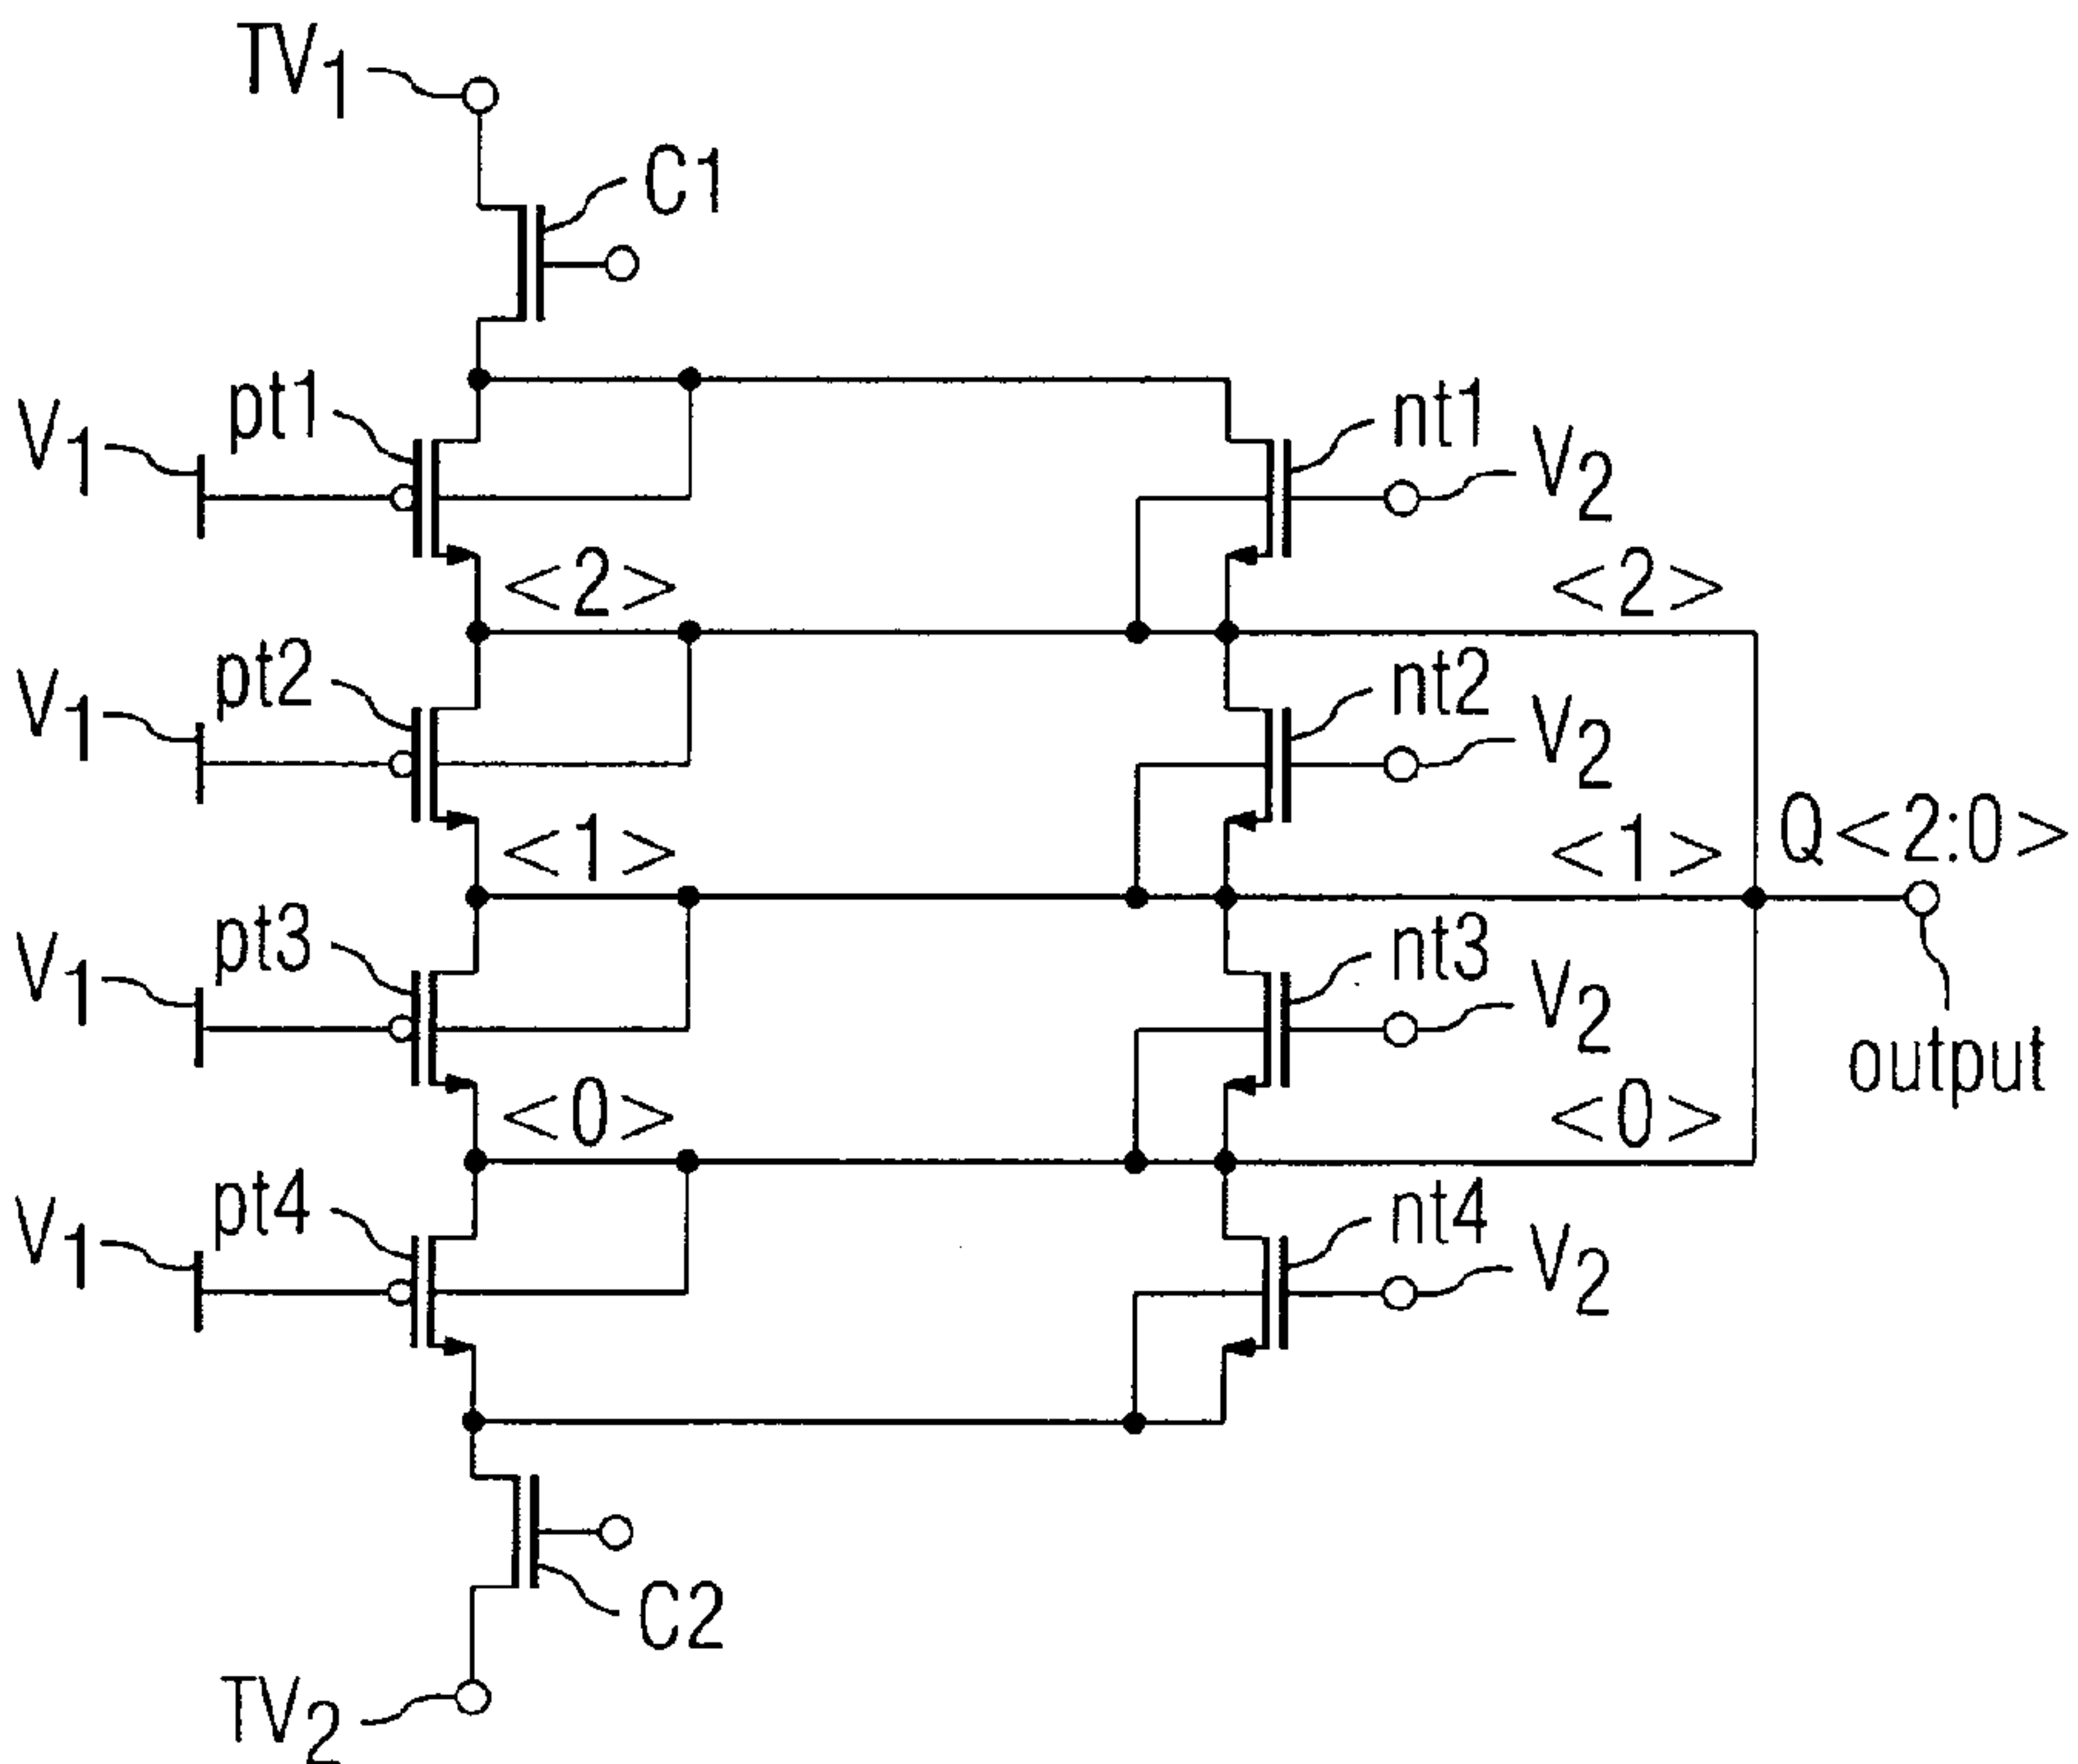 TV1
C1
pt1
nt1
V1
V2
<2>
<2>
pt2
nt2
V1
V2
<1>
<1>
Q<2:0>
pt3
nt3
V1
V2
output
<0>
<0>
pt4
nt4
V1
V2
C2
TV2